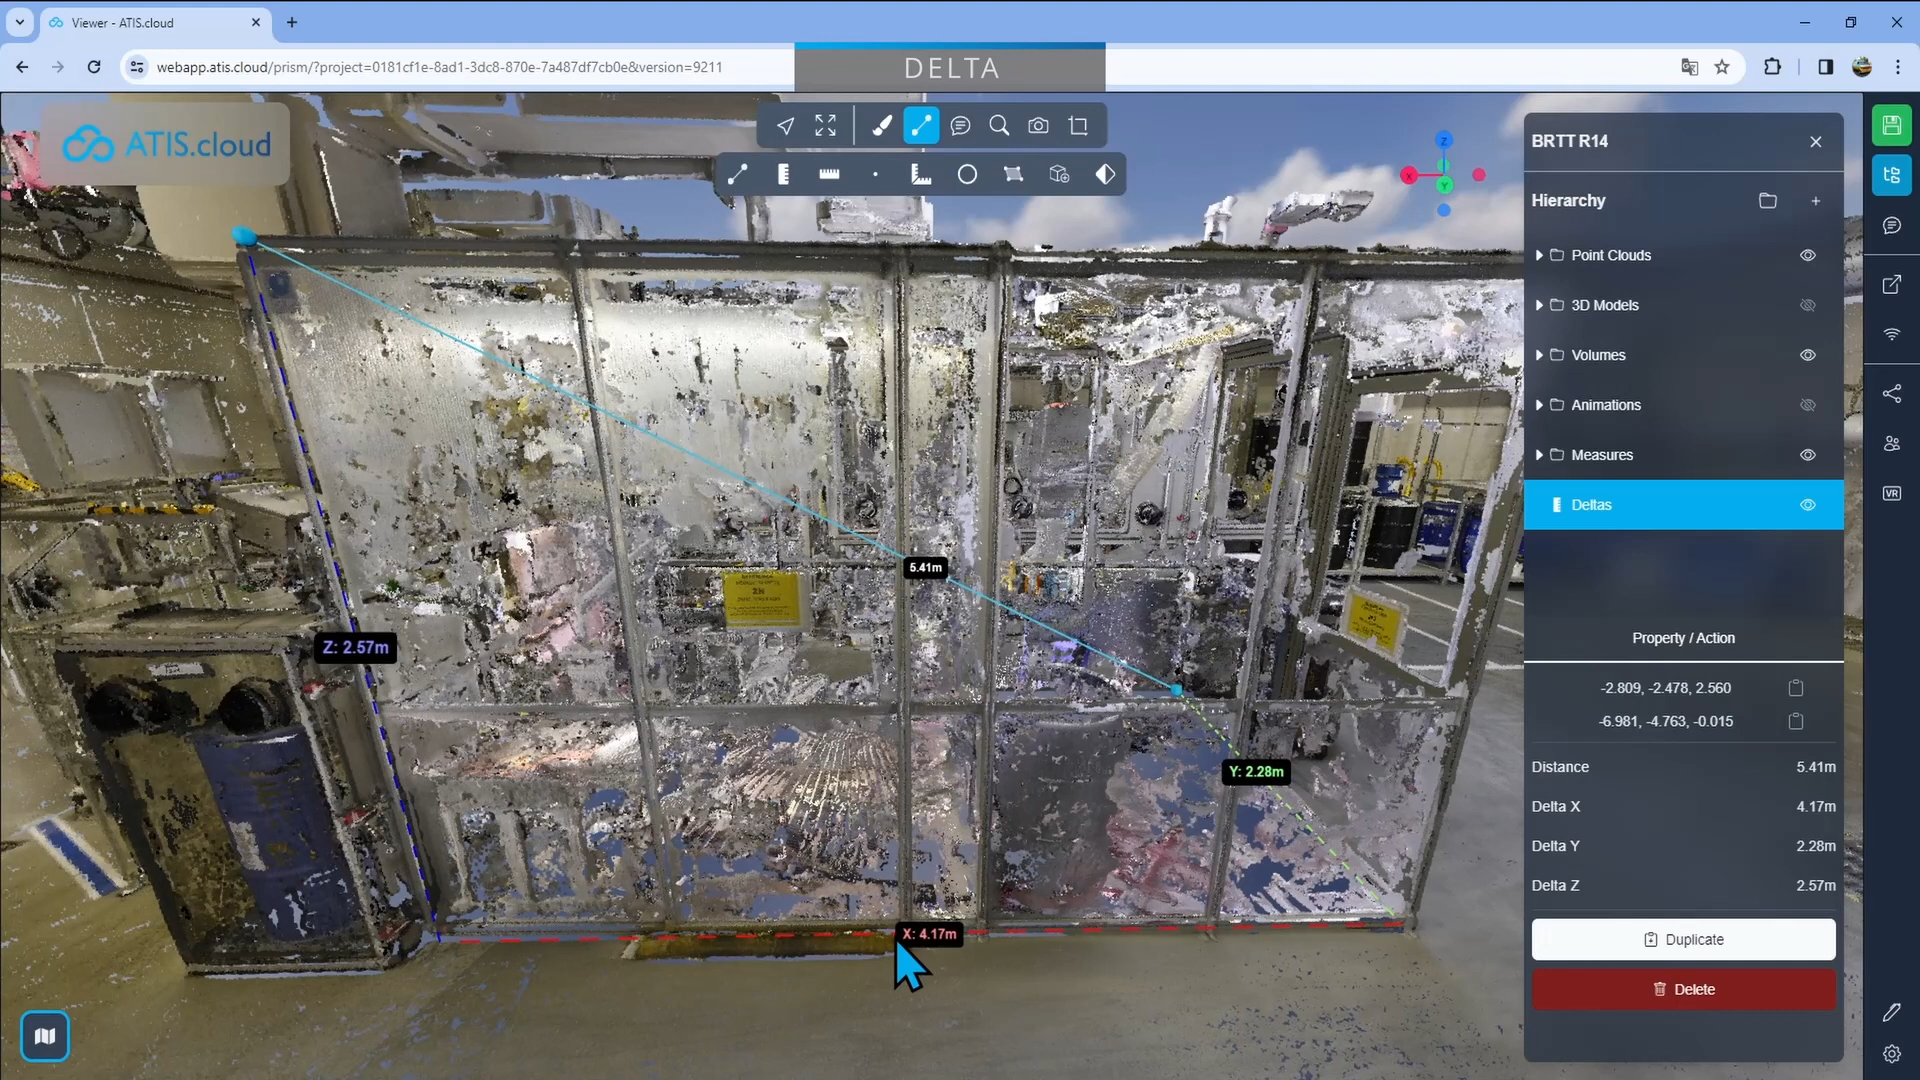 Viewer - ATIS.cloud
webapp.atis.cloud/prism/?project=0181cf1e-8ad1-3dc8-870e-7a487df7cb0e&version=9211
DELTA
ATIS.cloud
Z
X
Y
BRTT R14
Hierarchy
Point Clouds
3D Models
Volumes
Animations
Measures
Deltas
5.41m
Z: 2.57m
Y: 2.28m
X: 4.17m
Property / Action
-2.809, -2.478, 2.560
-6.981, -4.763, -0.015
Distance 5.41m
Delta X 4.17m
Delta Y 2.28m
Delta Z 2.57m
Duplicate
Delete
VR